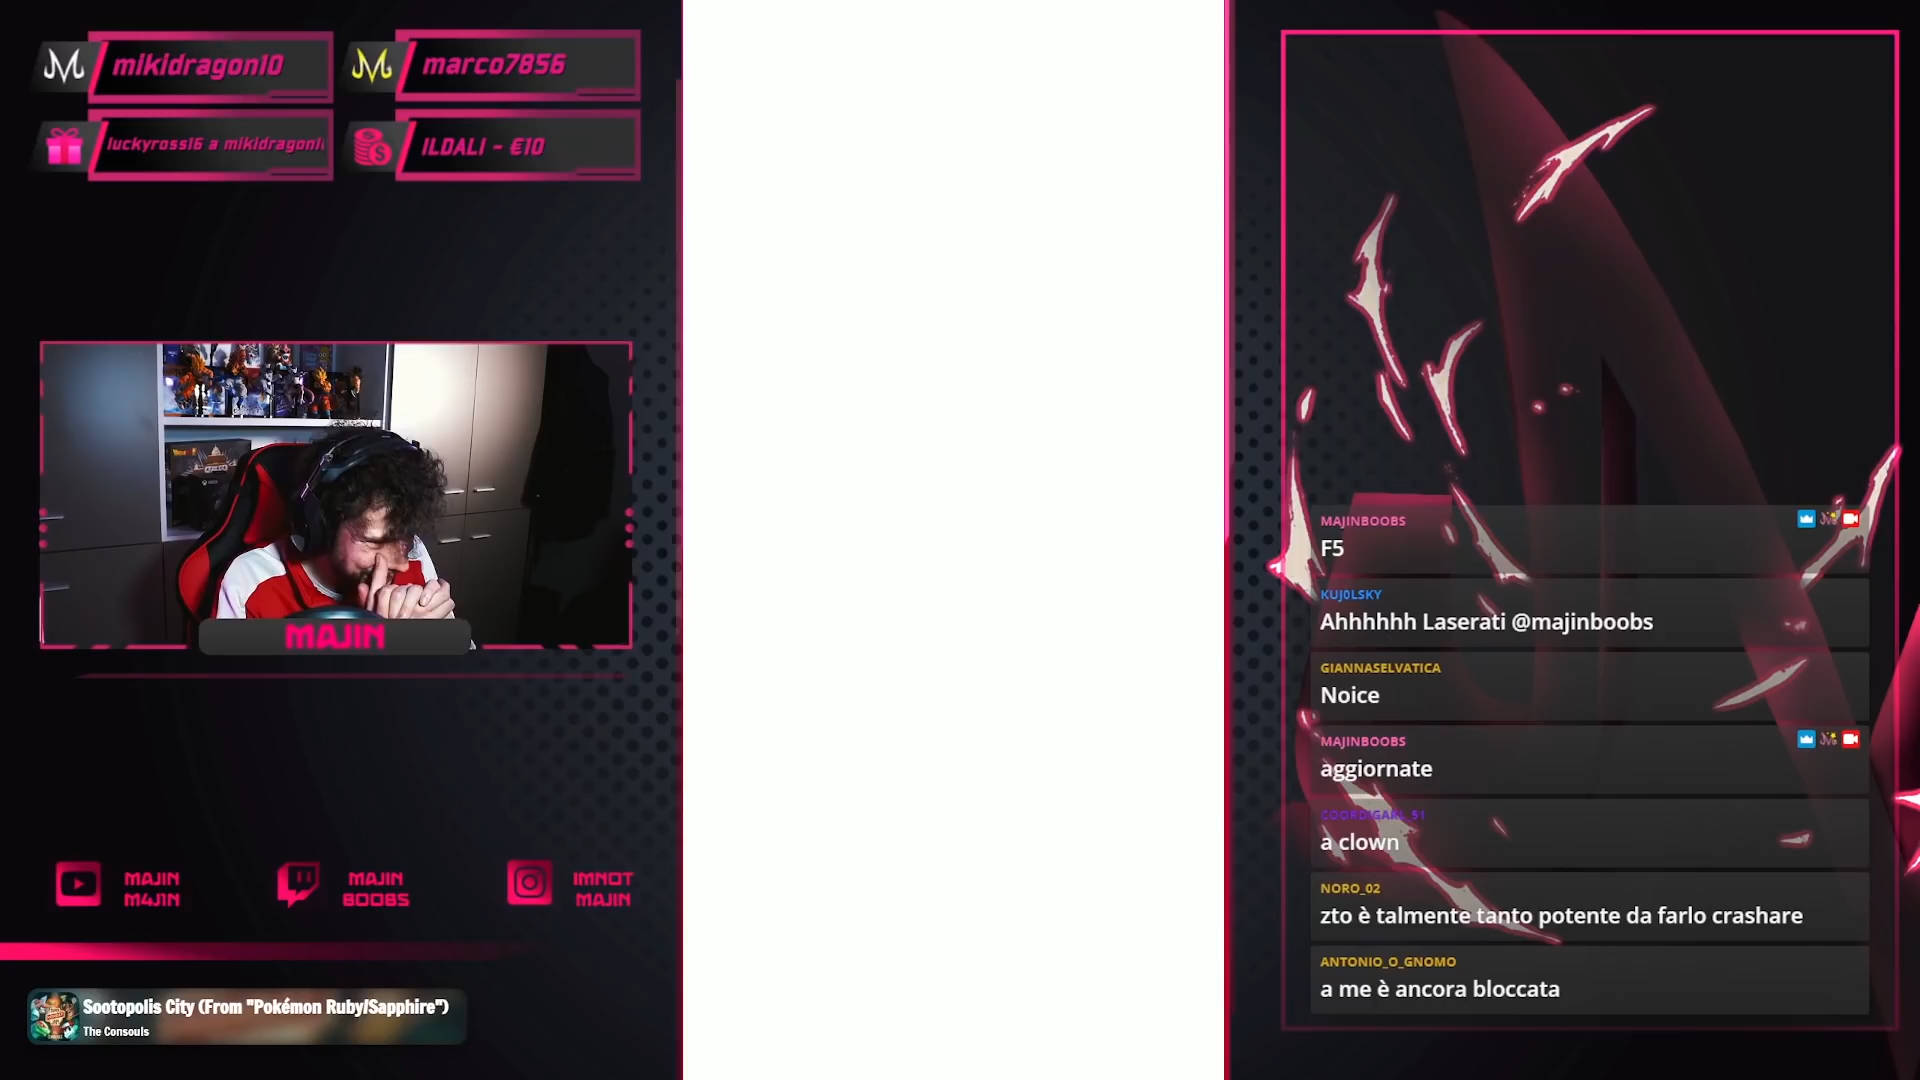 mikidragon10
marco7856
luckyross16 a mikidragon1
ILDALI - €10
MAJIN
MAJIN
M4J1N
MAJIN
BOOBS
IMNOT
MAJIN
Sootopolis City (From "Pokémon Ruby/Sapphire")
The Consouls
MAJINBOOBS
F5
KUJ0LSKY
Ahhhhhh Laserati @majinboobs
GIANNASELVATICA
Noice
MAJINBOOBS
aggiornate
a clown
NORO_02
zto è talmente tanto potente da farlo crashare
ANTONIO_O_GNOMO
a me è ancora bloccata